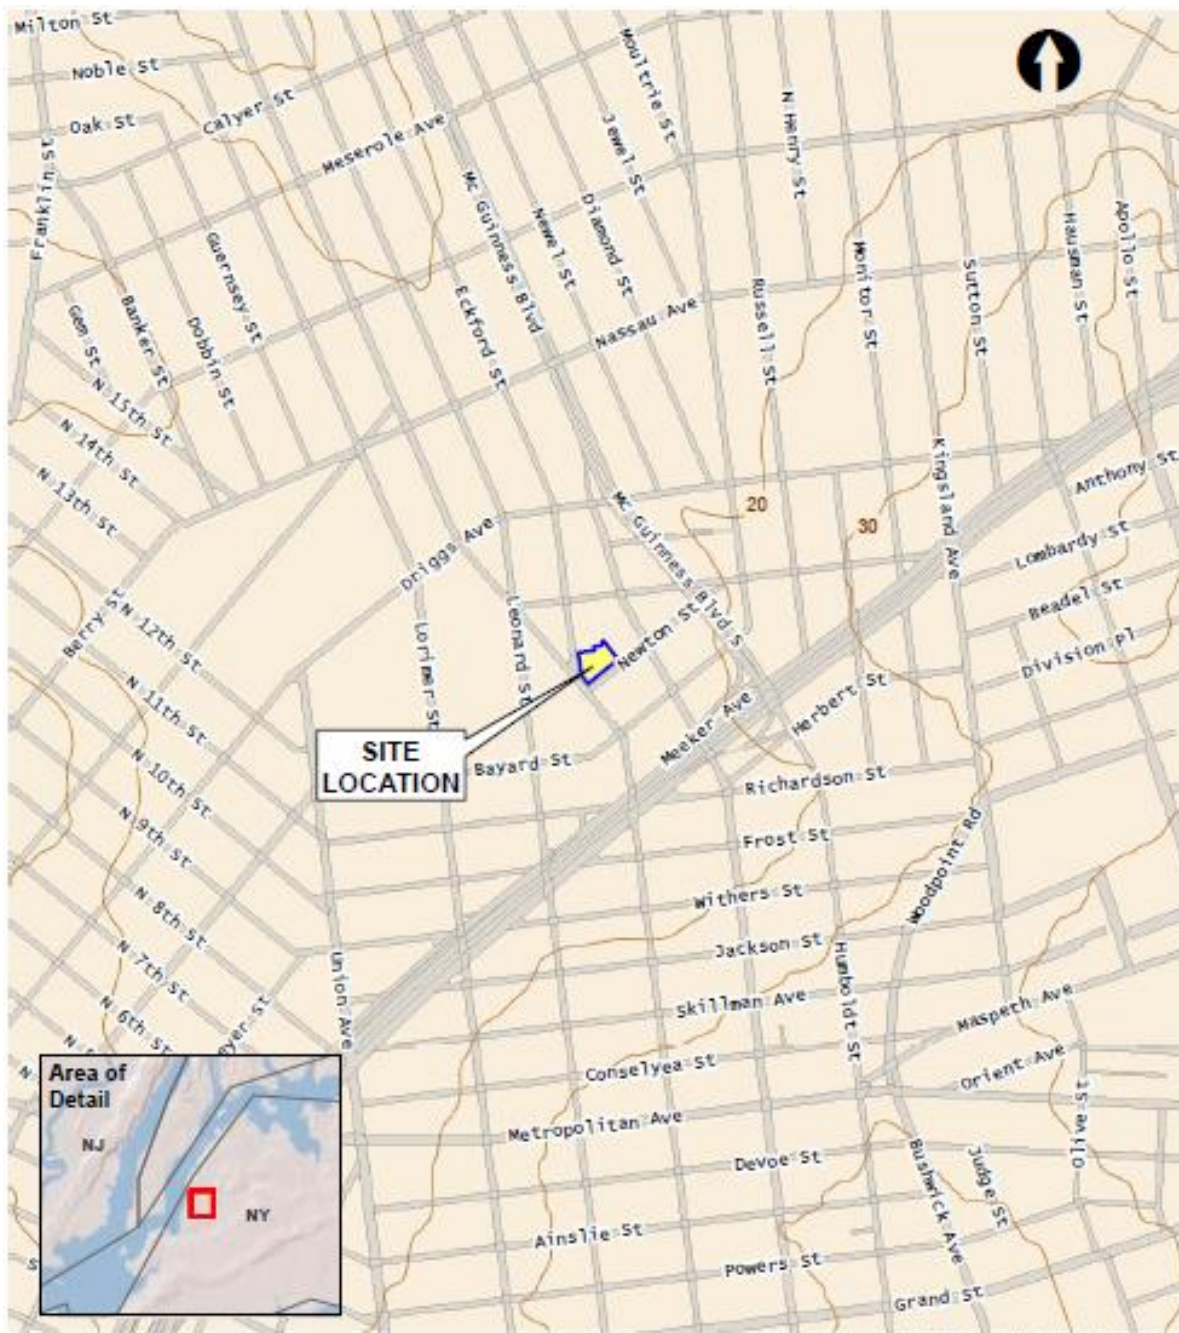 Milton St
Noble St
Oak St
Calyer St
Meserole Ave
Moultrie St
Jewel St
N Henry St
Franklin St
Mc Guinness Blvd
Newel St
Diamond St
Guernsey St
Eckford St
Nassau Ave
Russell St
Monitor St
Sutton St
Hausman St
Apollo St
Gem St
Banker St
Dobbin St
N 15th St
N 14th St
N 13th St
Kingsland Ave
Anthony St
20
30
Mc Guinness Blvd S
Driggs Ave
Lombardy St
Beadel St
Division Pl
Berry St
N 12th St
N 11th St
N 10th St
N 9th St
N 8th St
N 7th St
N 6th St
Lorimer St
Leonard St
Newton St
SITE
LOCATION
Bayard St
Meeker Ave
Herbert St
Richardson St
Frost St
Withers St
Woodpoint Rd
Jackson St
Skillman Ave
Humboldt St
Union Ave
Maspeth Ave
Conselyea St
Orient Ave
Metropolitan Ave
Olive St
DeVoe St
Bushwick Ave
Judge St
Ainslie St
Powers St
Grand St
Area of
Detail
NJ
NY